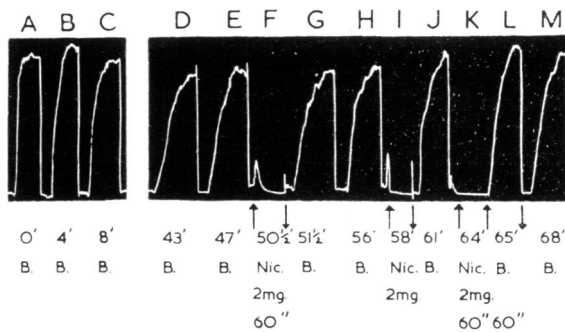 A B C D E F G H I J K L M
0' 4' 8' 43' 47' 50½' 51½' 56' 58' 61' 64' 65' 68'
B. B. B. B. B. Nic. B. B. Nic. B. Nic. B. B.
2mg. 2mg. 2mg.
60" 60" 60"